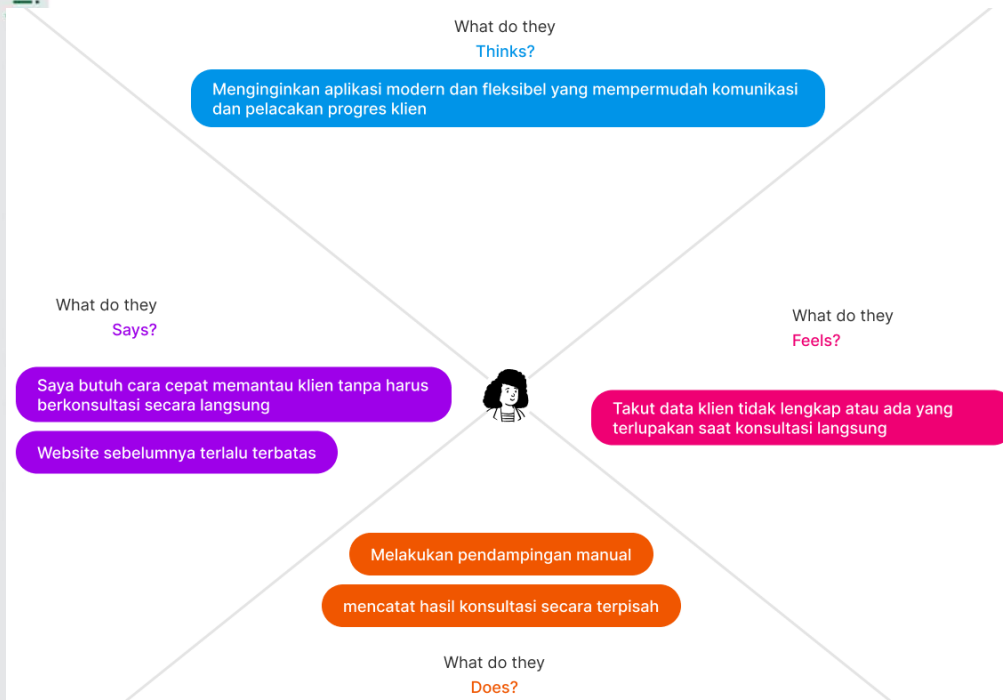 What do they
Thinks?
Menginginkan aplikasi modern dan fleksibel yang mempermudah komunikasi
dan pelacakan progres klien
What do they
Says?
Saya butuh cara cepat memantau klien tanpa harus
berkonsultasi secara langsung
Website sebelumnya terlalu terbatas
What do they
Feels?
Takut data klien tidak lengkap atau ada yang
terlupakan saat konsultasi langsung
Melakukan pendampingan manual
mencatat hasil konsultasi secara terpisah
What do they
Does?